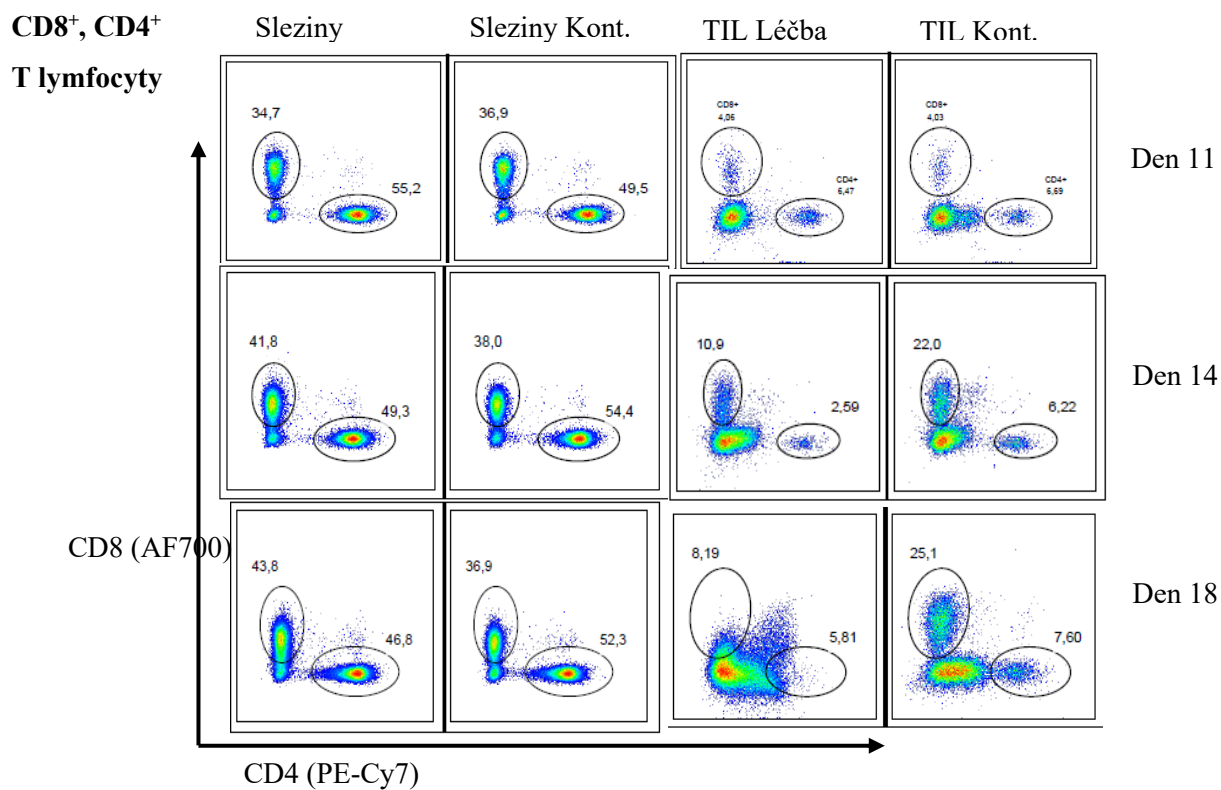 CD8⁺, CD4⁺
T lymfocyty
Sleziny
Sleziny Kont.
TIL Léčba
TIL Kont.
34,7
55,2
36,9
49,5
CD8+
4,06
CD4+
6,47
CD8+
4,03
CD4+
6,69
Den 11
41,8
49,3
38,0
54,4
10,9
2,59
22,0
6,22
Den 14
43,8
46,8
36,9
52,3
8,19
5,81
25,1
7,60
Den 18
CD8 (AF700)
CD4 (PE-Cy7)